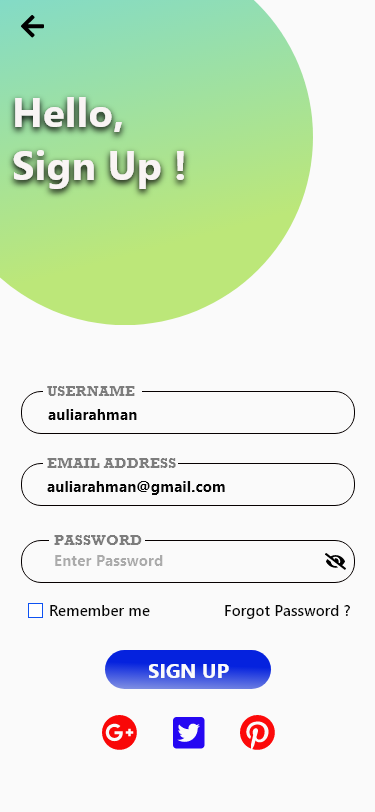 Hello,
Sign Up !
USERNAME
auliarahman
EMAIL ADDRESS
auliarahman@gmail.com
PASSWORD
Enter Password
Remember me
Forgot Password ?
SIGN UP
G+